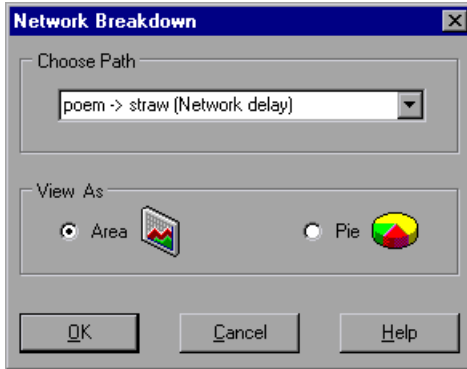 Network Breakdown
Choose Path
poem -> straw (Network delay)
View As
Area
Pie
OK
Cancel
Help